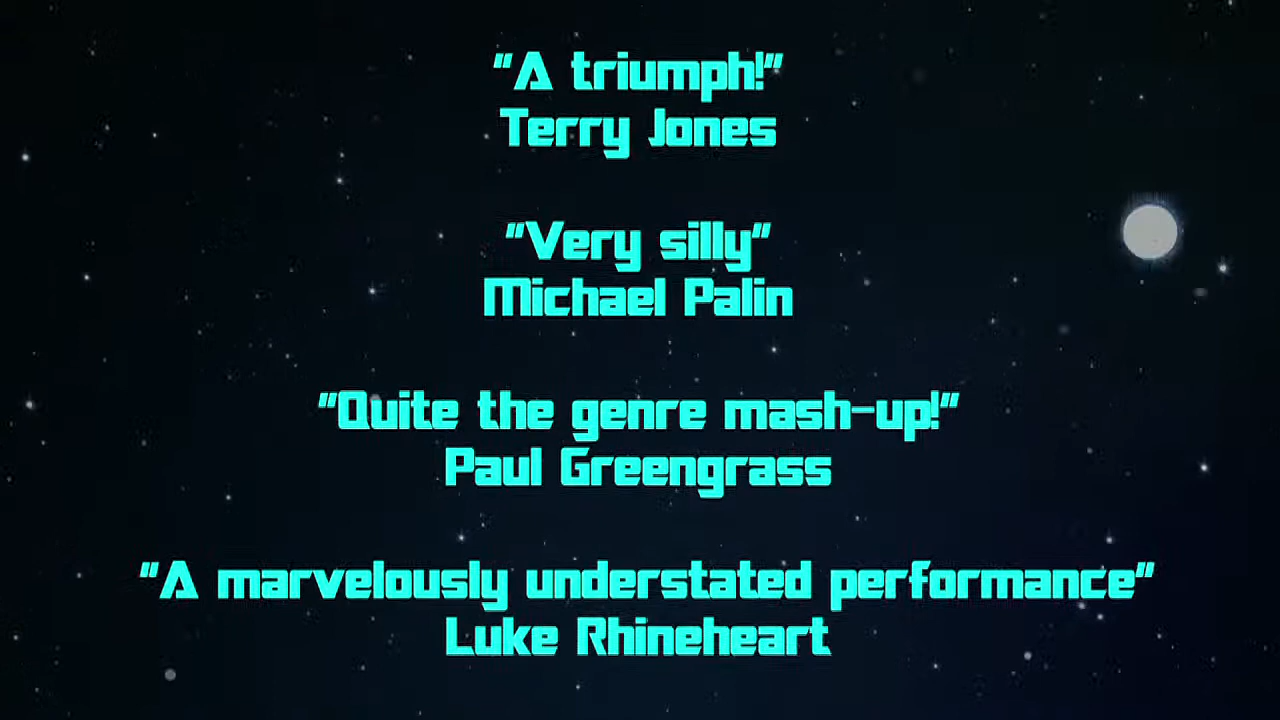 "A triumph!"
Terry Jones
"Very silly"
Michael Palin
"Quite the genre mash-up!"
Paul Greengrass
"A marvelously understated performance"
Luke Rhineheart